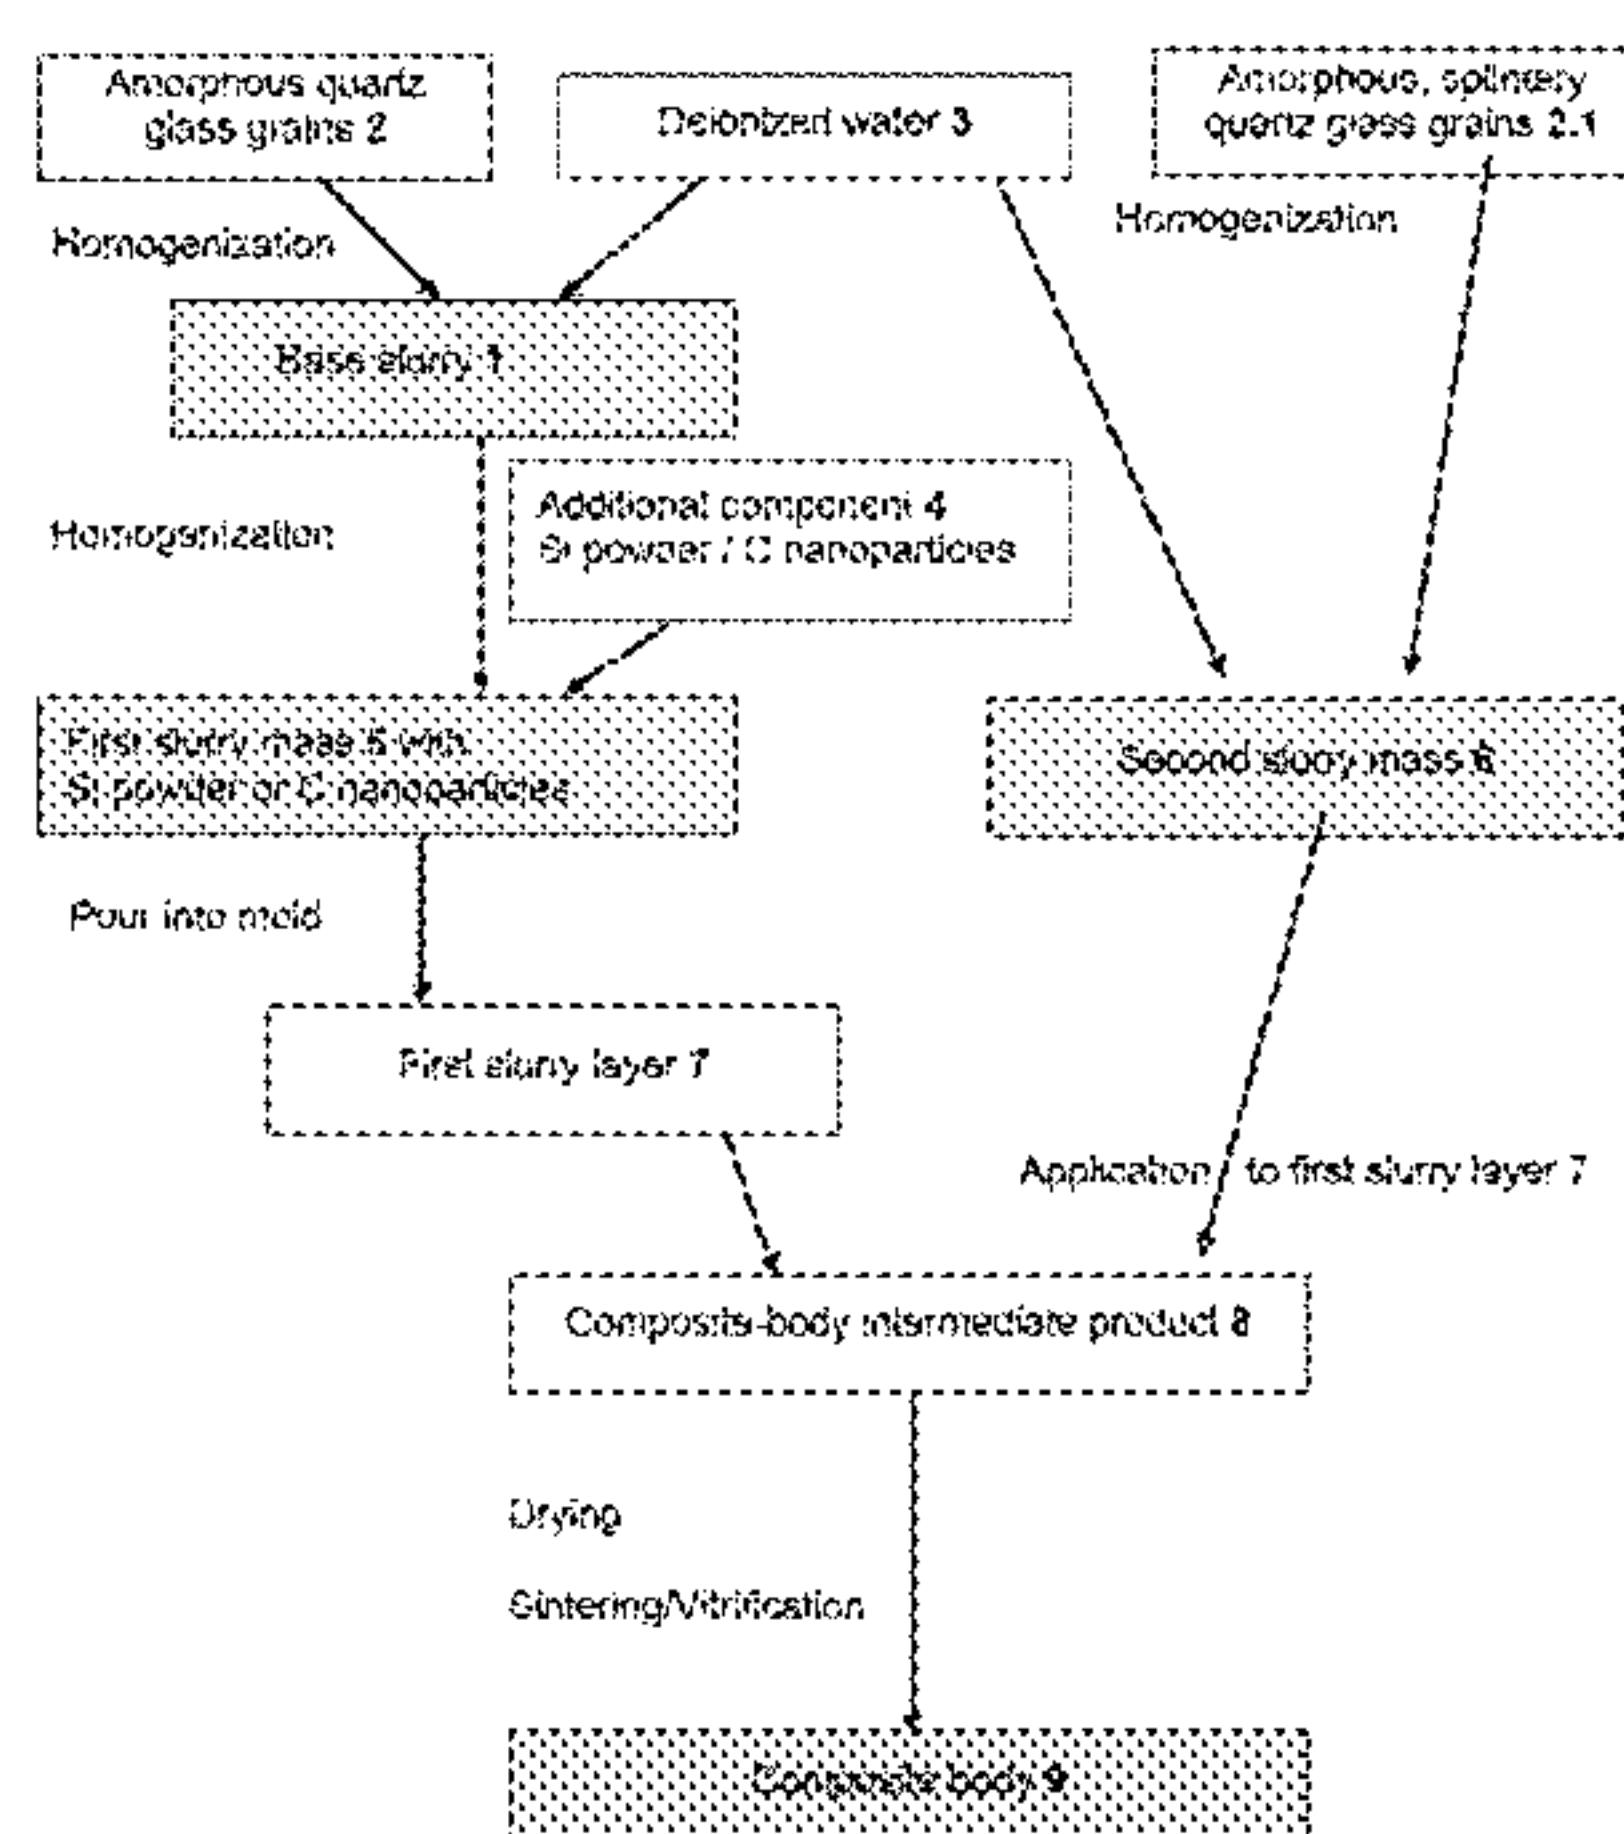 Amorphous quartz
glass grains 2
Deionized water 3
Amorphous, splintery
quartz glass grains 2.1
Homogenization
Homogenization
Base slurry 1
Additional component 4
Si powder / C nanoparticles
Homogenization
First slurry mass 5 with
Si powder or C nanoparticles
Second slurry mass 6
Pour into mold
First slurry layer 7
Application to first slurry layer 7
Composite-body intermediate product 8
Drying
Sintering/Vitrification
Composite body 9